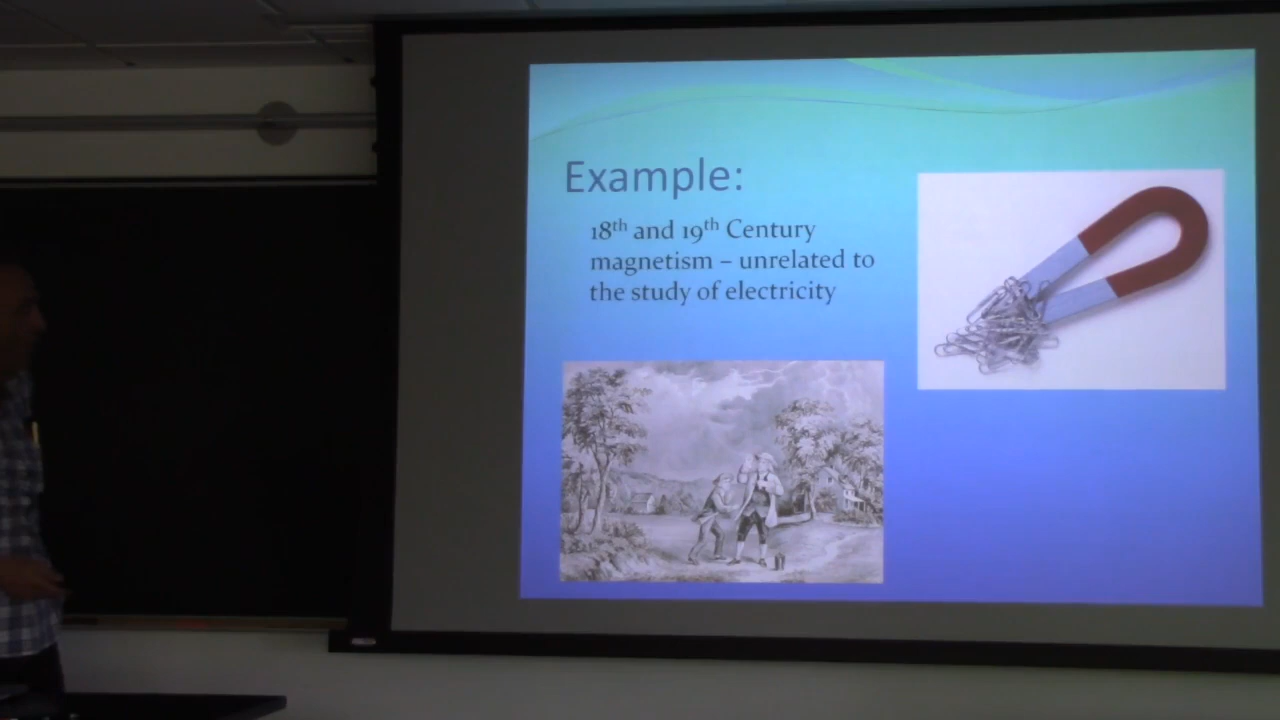 Example:
18th and 19th Century
magnetism – unrelated to
the study of electricity